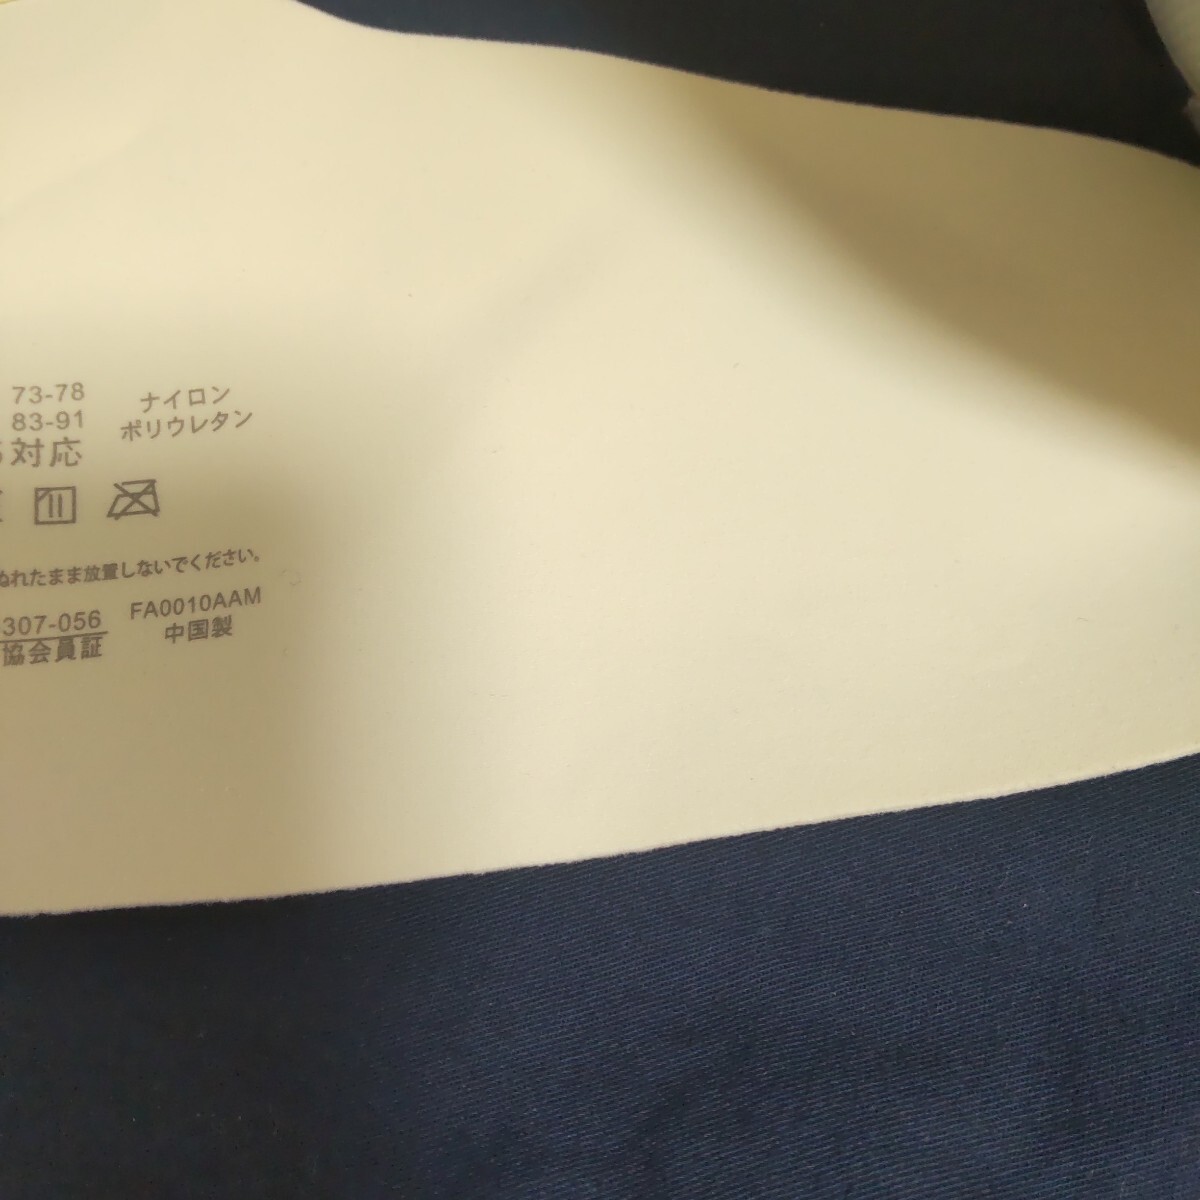 73-78
83-91
ナイロン
ポリウレタン
対応
ぬれたまま放置しないでください。
307-056
FA0010AAM
協会員証
中国製